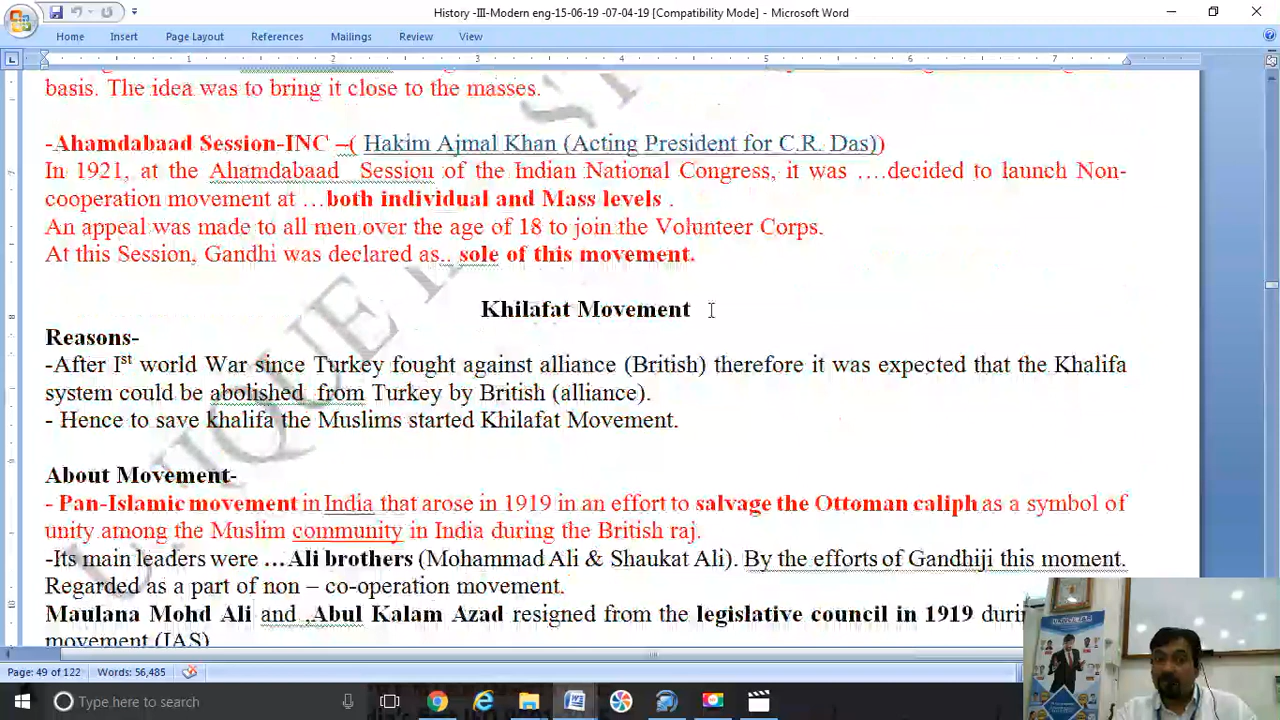 History -III-Modern eng-15-06-19 -07-04-19 [Compatibility Mode] - Microsoft Word
Home Insert Page Layout References Mailings Review View
basis. The idea was to bring it close to the masses.
-Ahamdabaad Session-INC –( Hakim Ajmal Khan (Acting President for C.R. Das))
In 1921, at the Ahamdabaad Session of the Indian National Congress, it was ….decided to launch Non-
cooperation movement at …both individual and Mass levels .
An appeal was made to all men over the age of 18 to join the Volunteer Corps.
At this Session, Gandhi was declared as.. sole of this movement.
Khilafat Movement
Reasons-
-After Ist world War since Turkey fought against alliance (British) therefore it was expected that the Khalifa
system could be abolished from Turkey by British (alliance).
- Hence to save khalifa the Muslims started Khilafat Movement.
About Movement-
- Pan-Islamic movement in India that arose in 1919 in an effort to salvage the Ottoman caliph as a symbol of
unity among the Muslim community in India during the British raj.
-Its main leaders were …Ali brothers (Mohammad Ali & Shaukat Ali). By the efforts of Gandhiji this moment.
Regarded as a part of non – co-operation movement.
Maulana Mohd Ali and ,Abul Kalam Azad resigned from the legislative council in 1919
movement.(IAS)
Page: 49 of 122 Words: 56,485
Type here to search